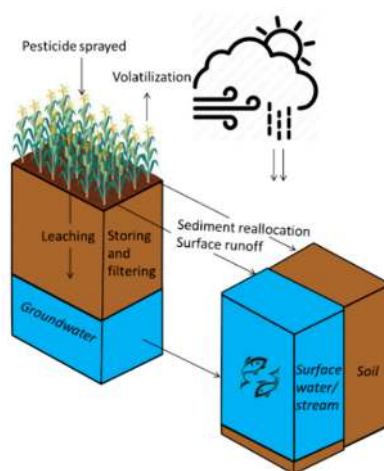 Pesticide sprayed
Volatilization
Leaching
Storing
and
filtering
Sediment reallocation
Surface runoff
Groundwater
Surface
water/
stream
Soil